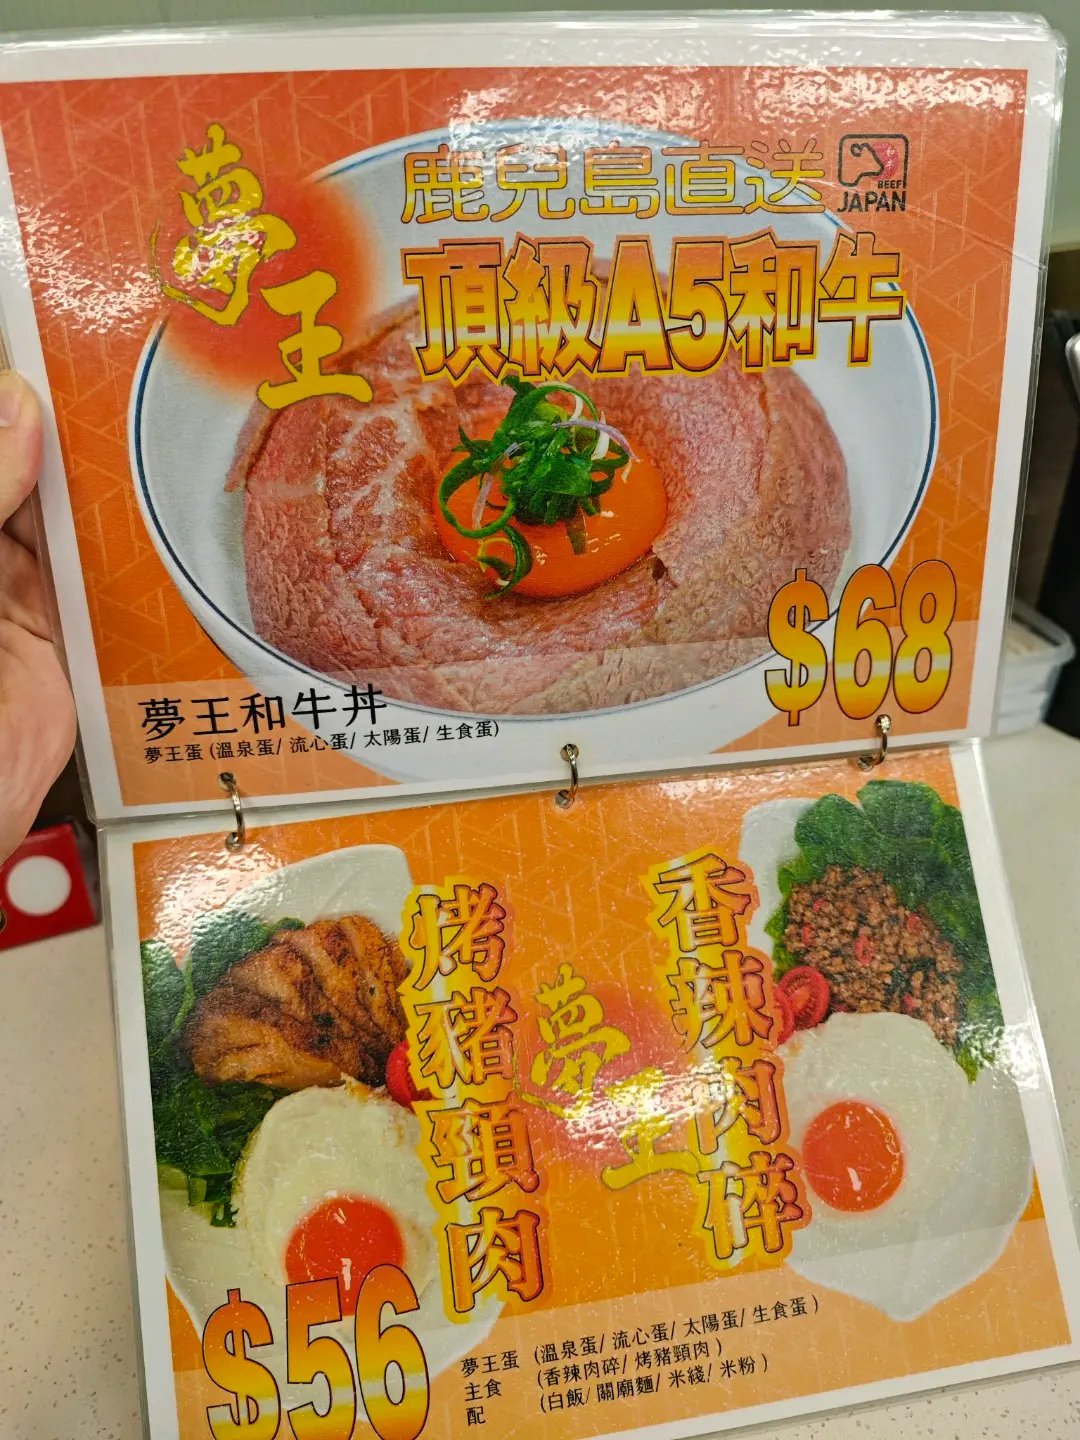 夢王
鹿兒島直送
和牛
BEEF
JAPAN
頂級A5和牛
$68
夢王和牛丼
夢王蛋 (溫泉蛋/ 流心蛋/ 太陽蛋/ 生食蛋)
烤豬頸肉
夢王
香辣肉碎
$56
夢王蛋 (溫泉蛋/ 流心蛋/ 太陽蛋/ 生食蛋 )
主食 (香辣肉碎/ 烤豬頸肉 )
配 (白飯/ 關廟麵/ 米綫/ 米粉 )